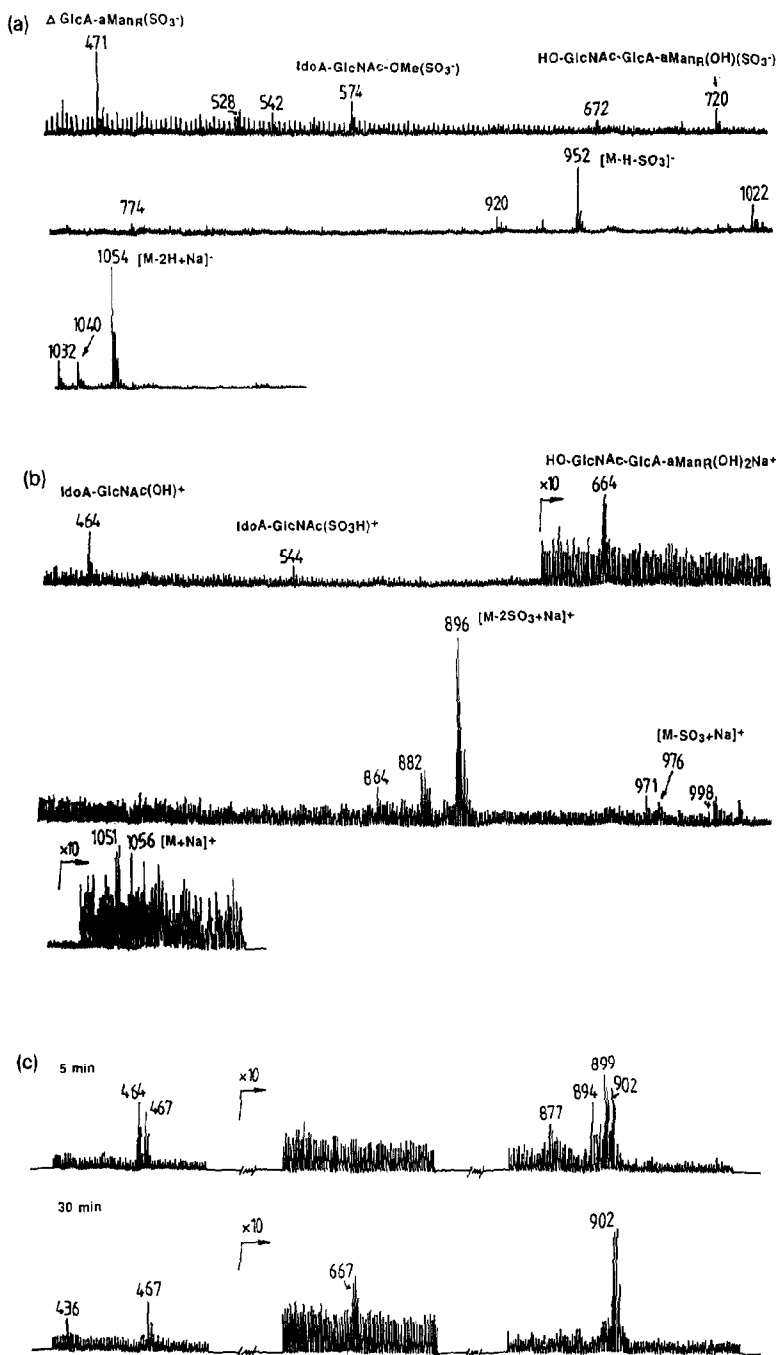 (a)
Δ GlcA-aManR(SO3-)
471
IdoA-GlcNAc-OMe(SO3-)
HO-GlcNAc-GlcA-aManR(OH)(SO3-)
528
542
574
672
720
774
920
952
[M-H-SO3]-
1022
1032
1040
1054
[M-2H+Na]-
(b)
IdoA-GlcNAc(OH)+
464
IdoA-GlcNAc(SO3H)+
544
HO-GlcNAc-GlcA-aManR(OH)2Na+
×10
664
864
882
896
[M-2SO3+Na]+
[M-SO3+Na]+
971
976
998
×10
1051
1056
[M+Na]+
(c)
5 min
464
467
×10
877
894
899
902
30 min
436
467
×10
667
902